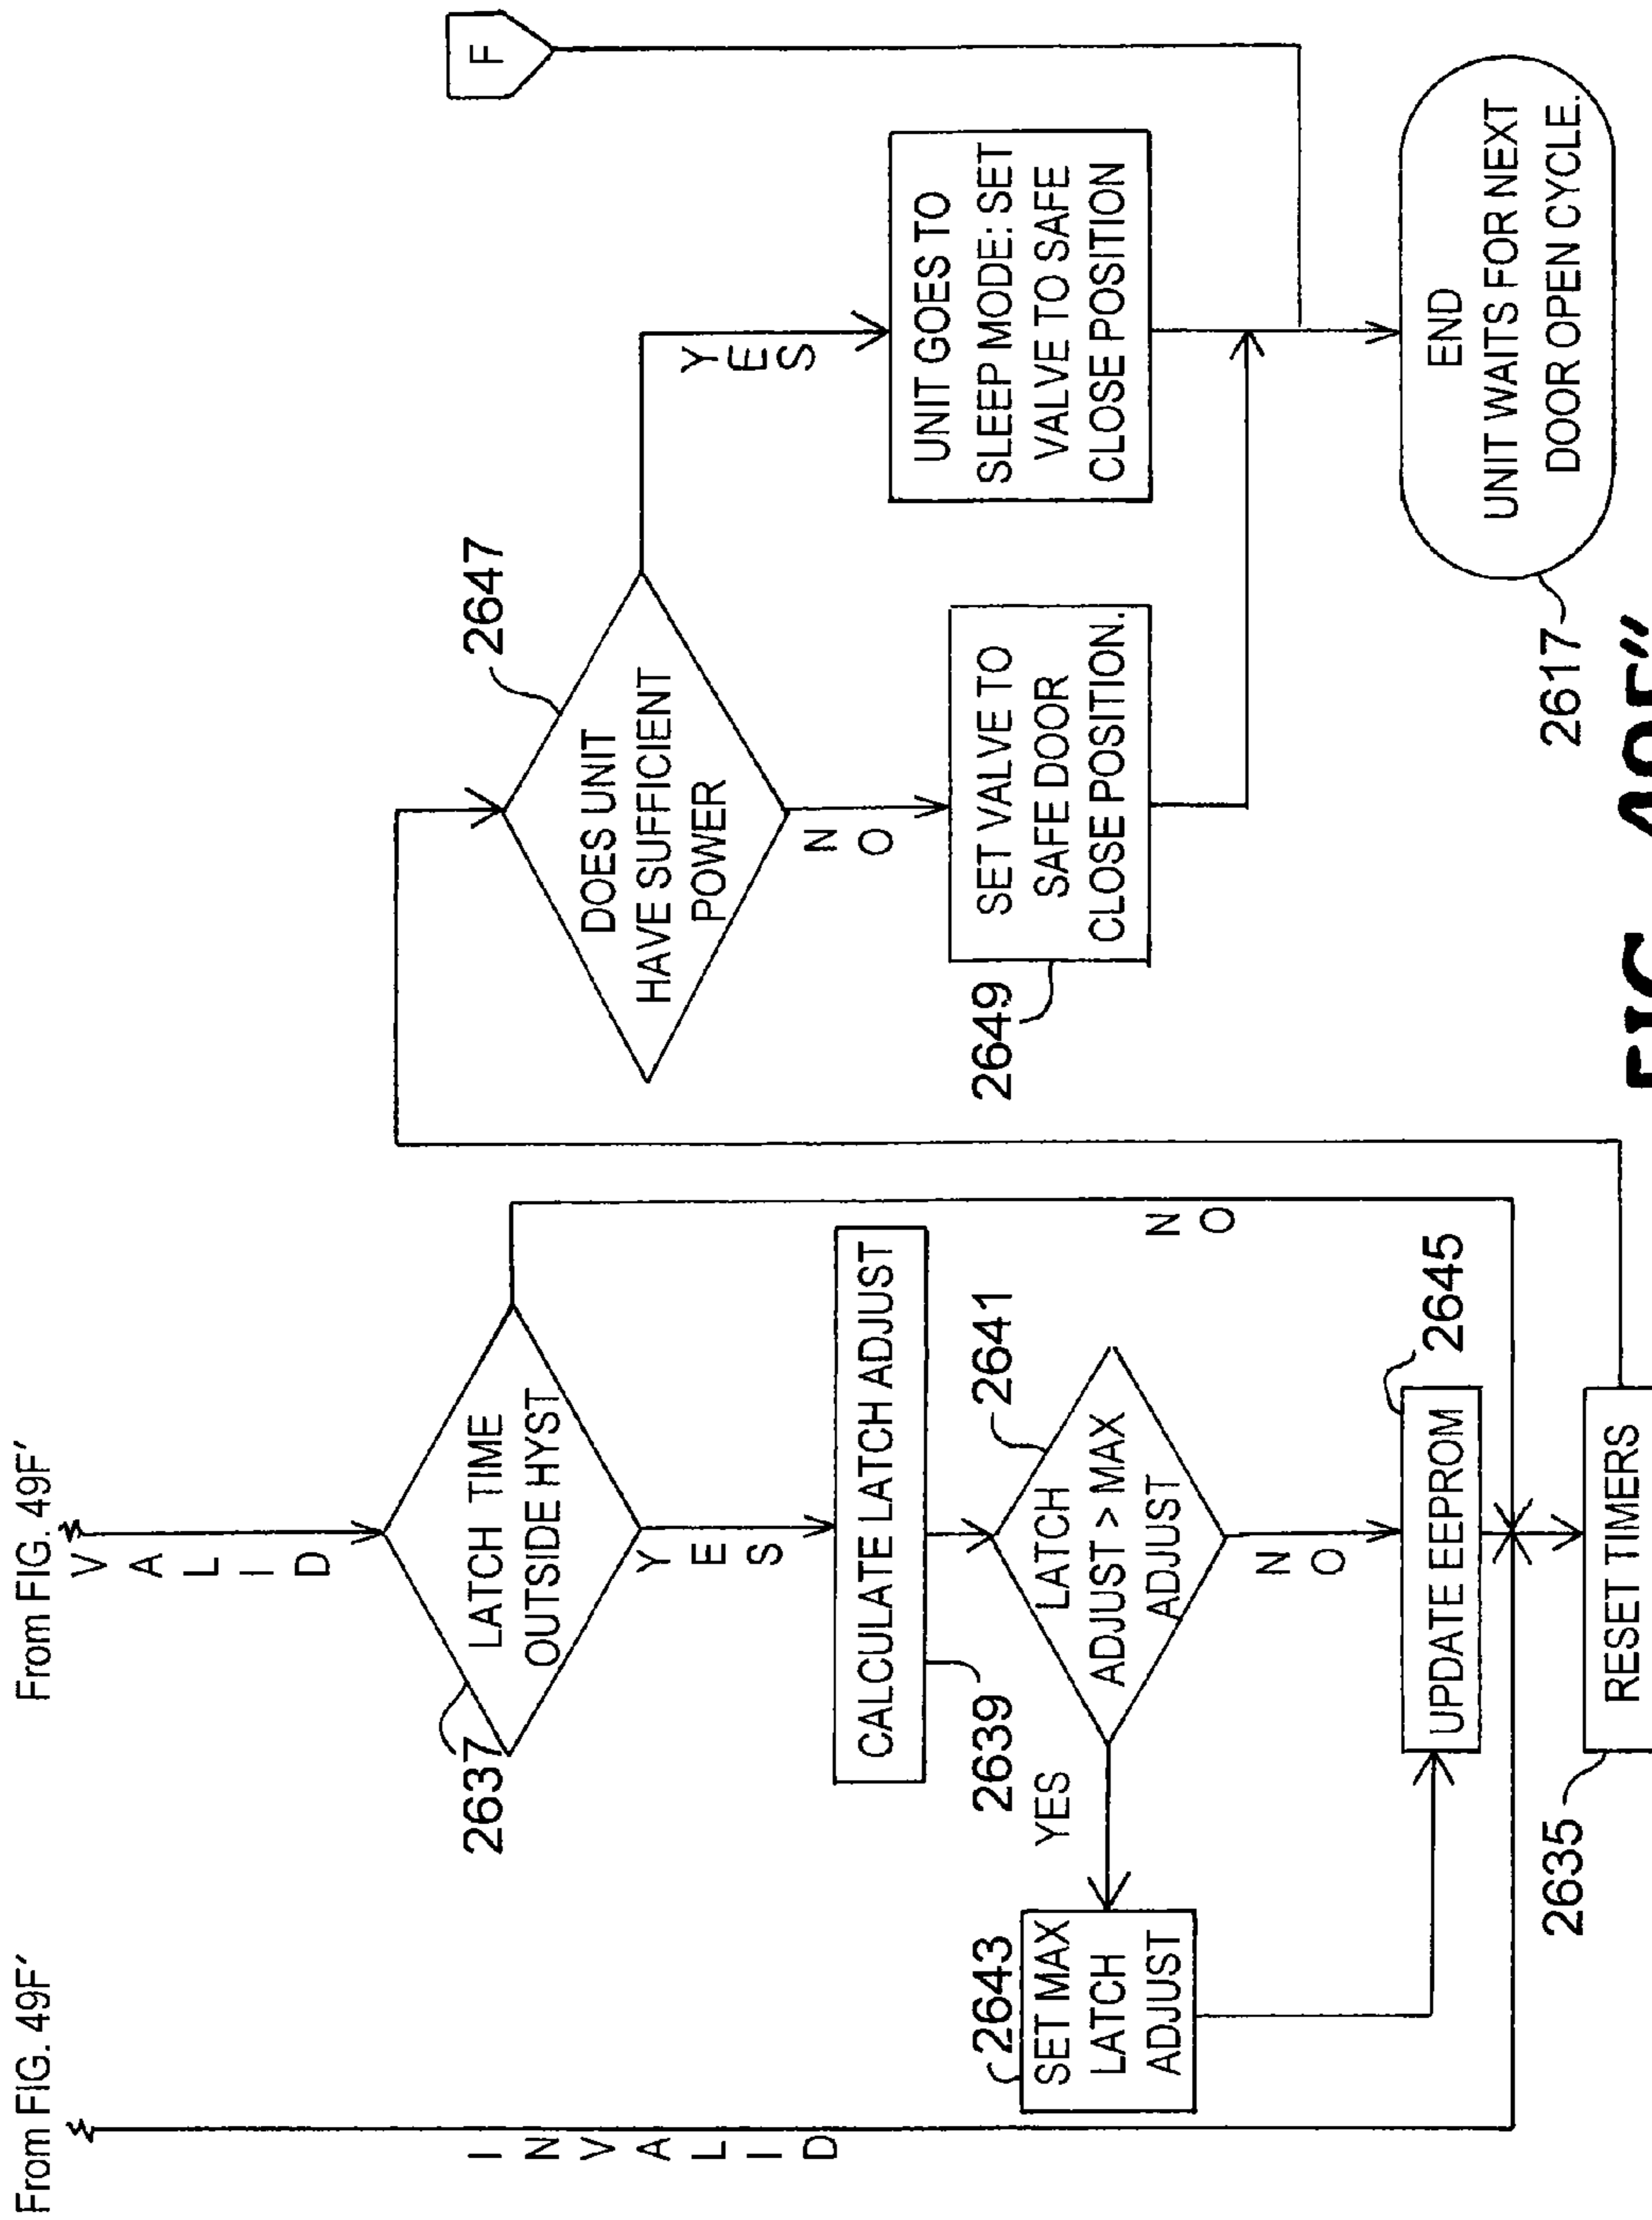 From FIG. 49F′
From FIG. 49F′
INVALID
VALID
2637
LATCH TIME
OUTSIDE HYST
YES
NO
CALCULATE LATCH ADJUST
2639
2641
LATCH
ADJUST > MAX
ADJUST
YES
NO
2643
SET MAX
LATCH
ADJUST
2645
UPDATE EEPROM
2635
RESET TIMERS
2647
DOES UNIT
HAVE SUFFICIENT
POWER
YES
NO
2649
SET VALVE TO
SAFE DOOR
CLOSE POSITION.
UNIT GOES TO
SLEEP MODE: SET
VALVE TO SAFE
CLOSE POSITION
F
END
UNIT WAITS FOR NEXT
DOOR OPEN CYCLE.
2617